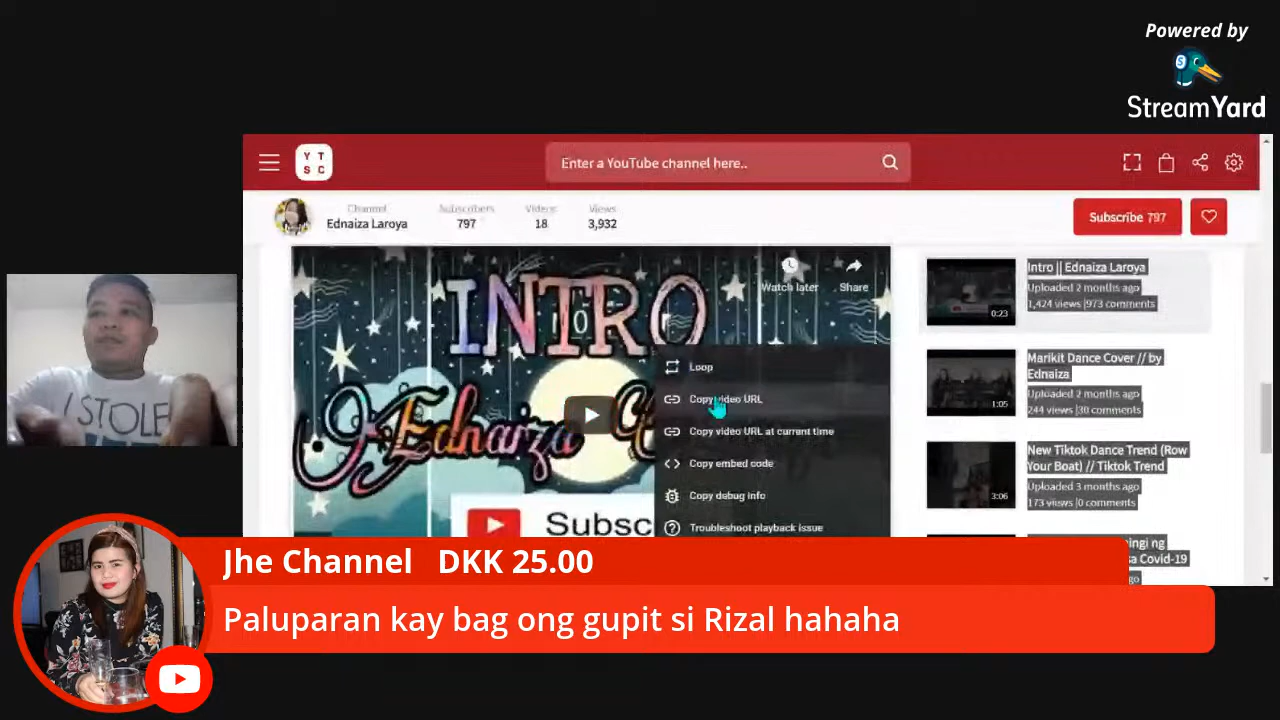 Powered by
StreamYard
Y T
S C
Enter a YouTube channel here..
Channel
Ednaiza Laroya
Subscribers
797
Videos
18
Views
3,932
Subscribe 797
INTRO
Watch later
Share
Loop
Copy video URL
Copy video URL at current time
Copy embed code
Copy debug info
Troubleshoot playback issue
Subsc
Intro || Ednaiza Laroya
Uploaded 2 months ago
1,424 views |973 comments
0:23
Marikit Dance Cover // by
Ednaiza
Uploaded 2 months ago
244 views |30 comments
1:05
New Tiktok Dance Trend (Row
Your Boat) // Tiktok Trend
Uploaded 3 months ago
173 views |0 comments
3:06
ingi ng
sa Covid-19
ago
I STOLE
Jhe Channel DKK 25.00
Paluparan kay bag ong gupit si Rizal hahaha